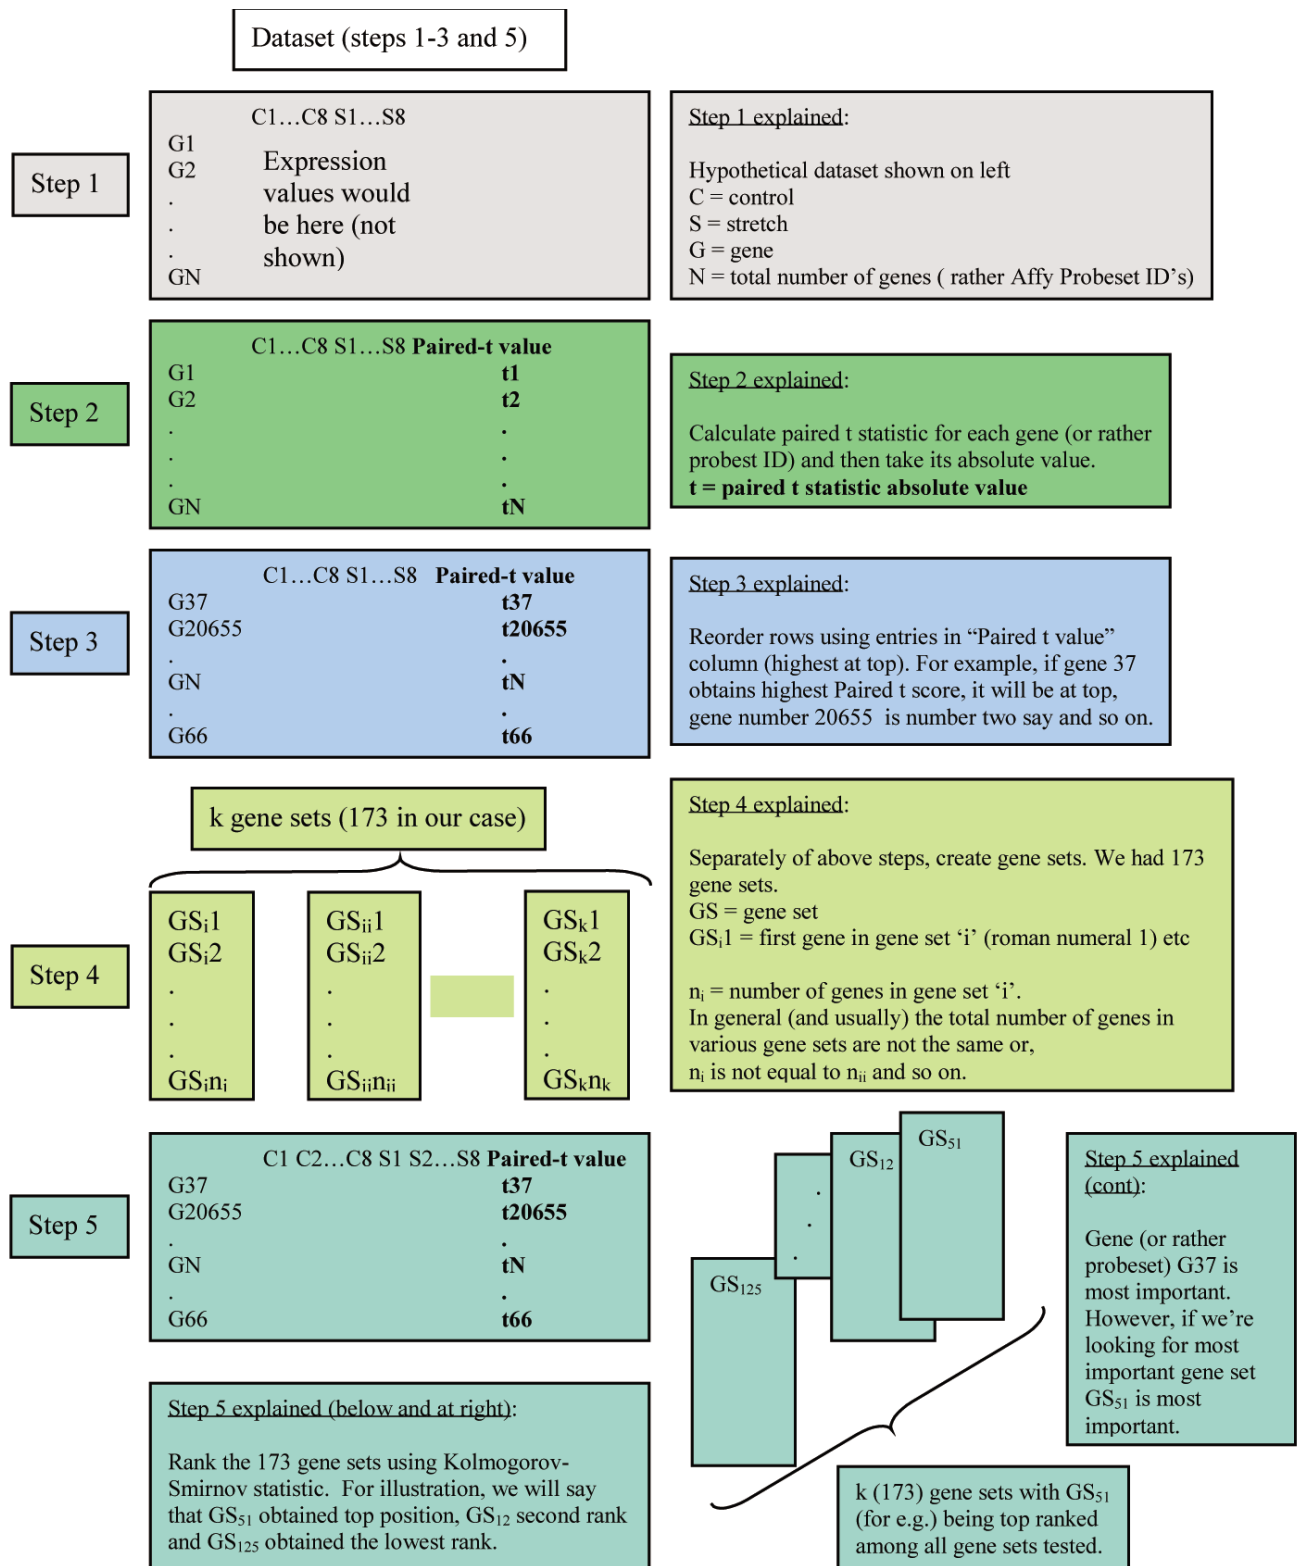 Dataset (steps 1-3 and 5)
Step 1
C1…C8 S1…S8
G1
G2
.
.
.
GN
Expression
values would
be here (not
shown)
Step 1 explained:
Hypothetical dataset shown on left
C = control
S = stretch
G = gene
N = total number of genes ( rather Affy Probeset ID’s)
Step 2
C1…C8 S1…S8 Paired-t value
G1 t1
G2 t2
. .
. .
. .
GN tN
Step 2 explained:
Calculate paired t statistic for each gene (or rather
probest ID) and then take its absolute value.
t = paired t statistic absolute value
Step 3
C1…C8 S1…S8 Paired-t value
G37 t37
G20655 t20655
. .
GN tN
. .
G66 t66
Step 3 explained:
Reorder rows using entries in “Paired t value”
column (highest at top). For example, if gene 37
obtains highest Paired t score, it will be at top,
gene number 20655 is number two say and so on.
k gene sets (173 in our case)
Step 4
GSi1 GSii1 GSk1
GSi2 GSii2 GSk2
. . .
. . .
. . .
GSini GSiinii GSknk
Step 4 explained:
Separately of above steps, create gene sets. We had 173
gene sets.
GS = gene set
GSi1 = first gene in gene set ‘i’ (roman numeral 1) etc
ni = number of genes in gene set ‘i’.
In general (and usually) the total number of genes in
various gene sets are not the same or,
ni is not equal to nii and so on.
Step 5
C1 C2…C8 S1 S2…S8 Paired-t value
G37 t37
G20655 t20655
. .
GN tN
. .
G66 t66
GS125
.
.
.
GS12
GS51
Step 5 explained
(cont):
Gene (or rather
probeset) G37 is
most important.
However, if we’re
looking for most
important gene set
GS51 is most
important.
Step 5 explained (below and at right):
Rank the 173 gene sets using Kolmogorov-
Smirnov statistic. For illustration, we will say
that GS51 obtained top position, GS12 second rank
and GS125 obtained the lowest rank.
k (173) gene sets with GS51
(for e.g.) being top ranked
among all gene sets tested.